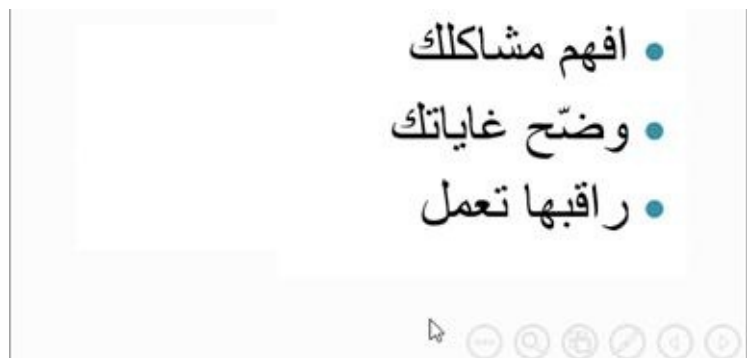 • افهم مشاكلك
• وضّح غاياتك
• راقبها تعمل